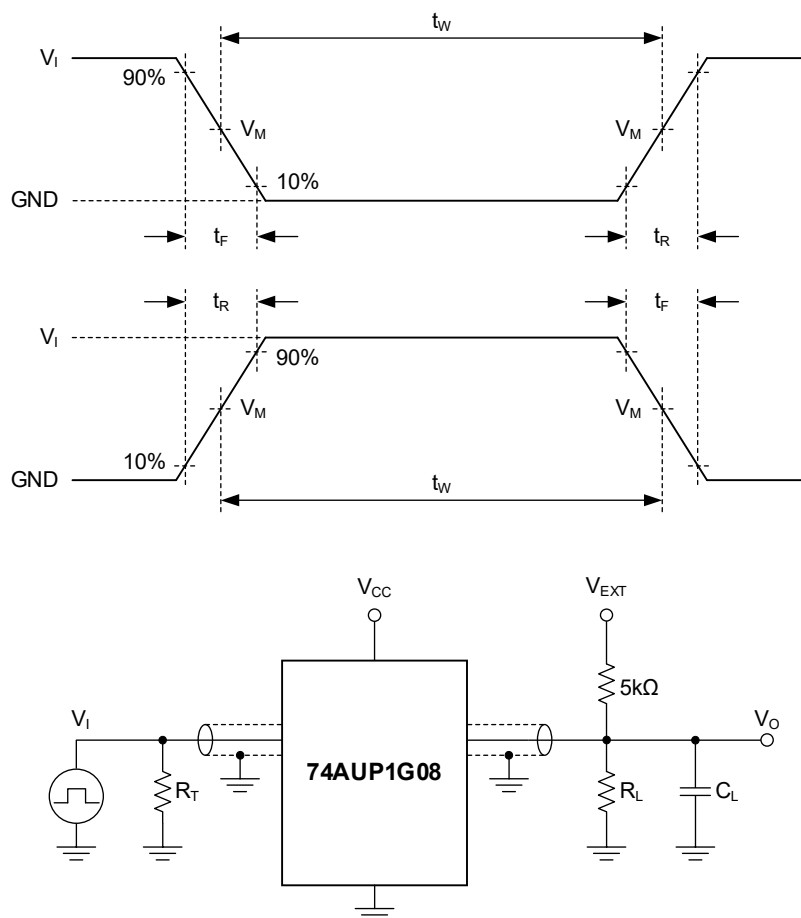 t_W
V_I
90%
V_M V_M
10%
GND
t_F t_R
t_R t_F
V_I
90%
V_M V_M
10%
GND
t_W
V_CC V_EXT
5kΩ
V_I V_O
74AUP1G08
R_T R_L C_L